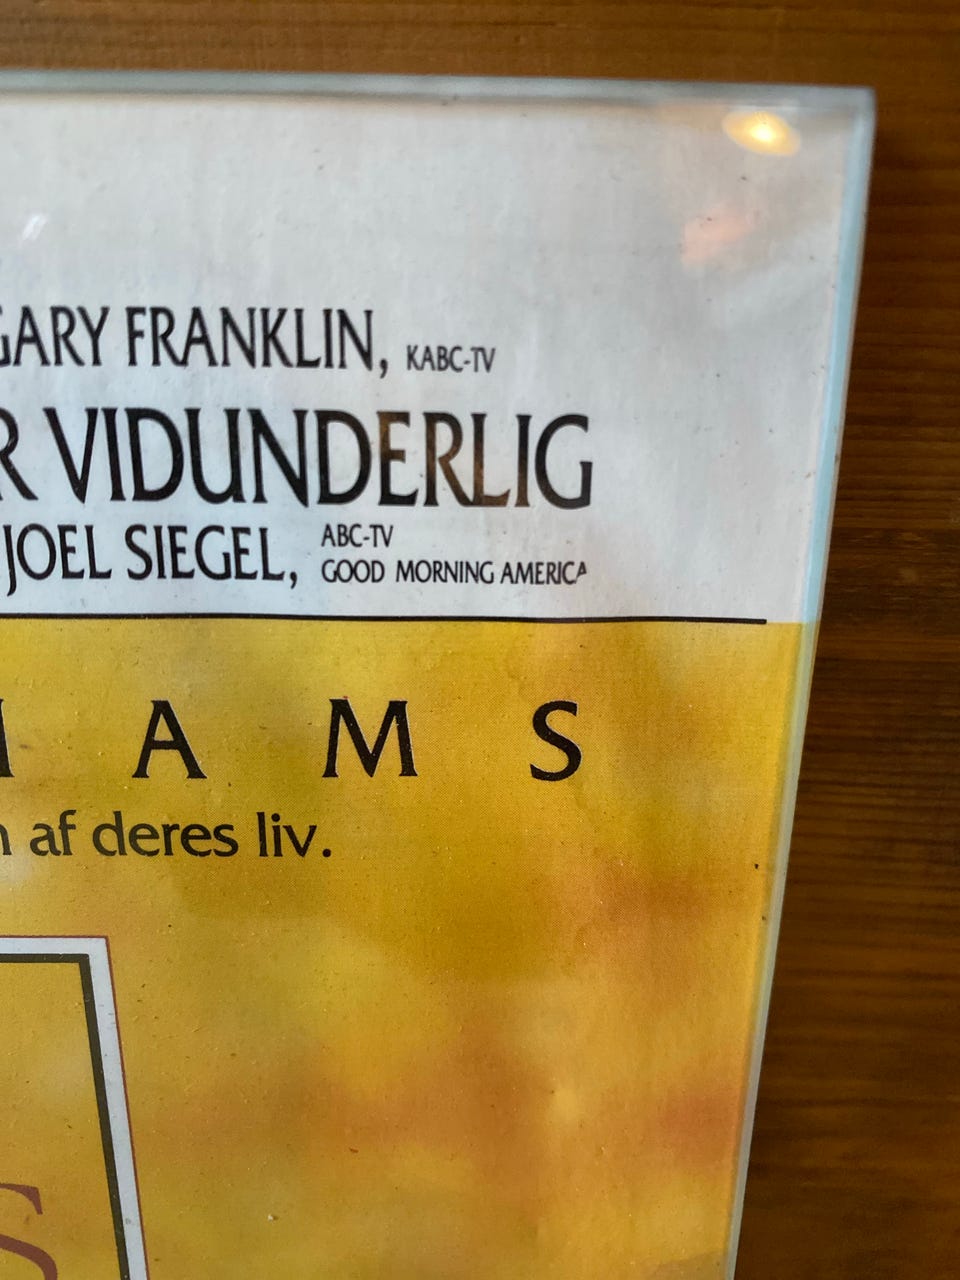 GARY FRANKLIN, KABC-TV
R VIDUNDERLIG
JOEL SIEGEL, ABC-TV
GOOD MORNING AMERICA
I A M S
n af deres liv.
S